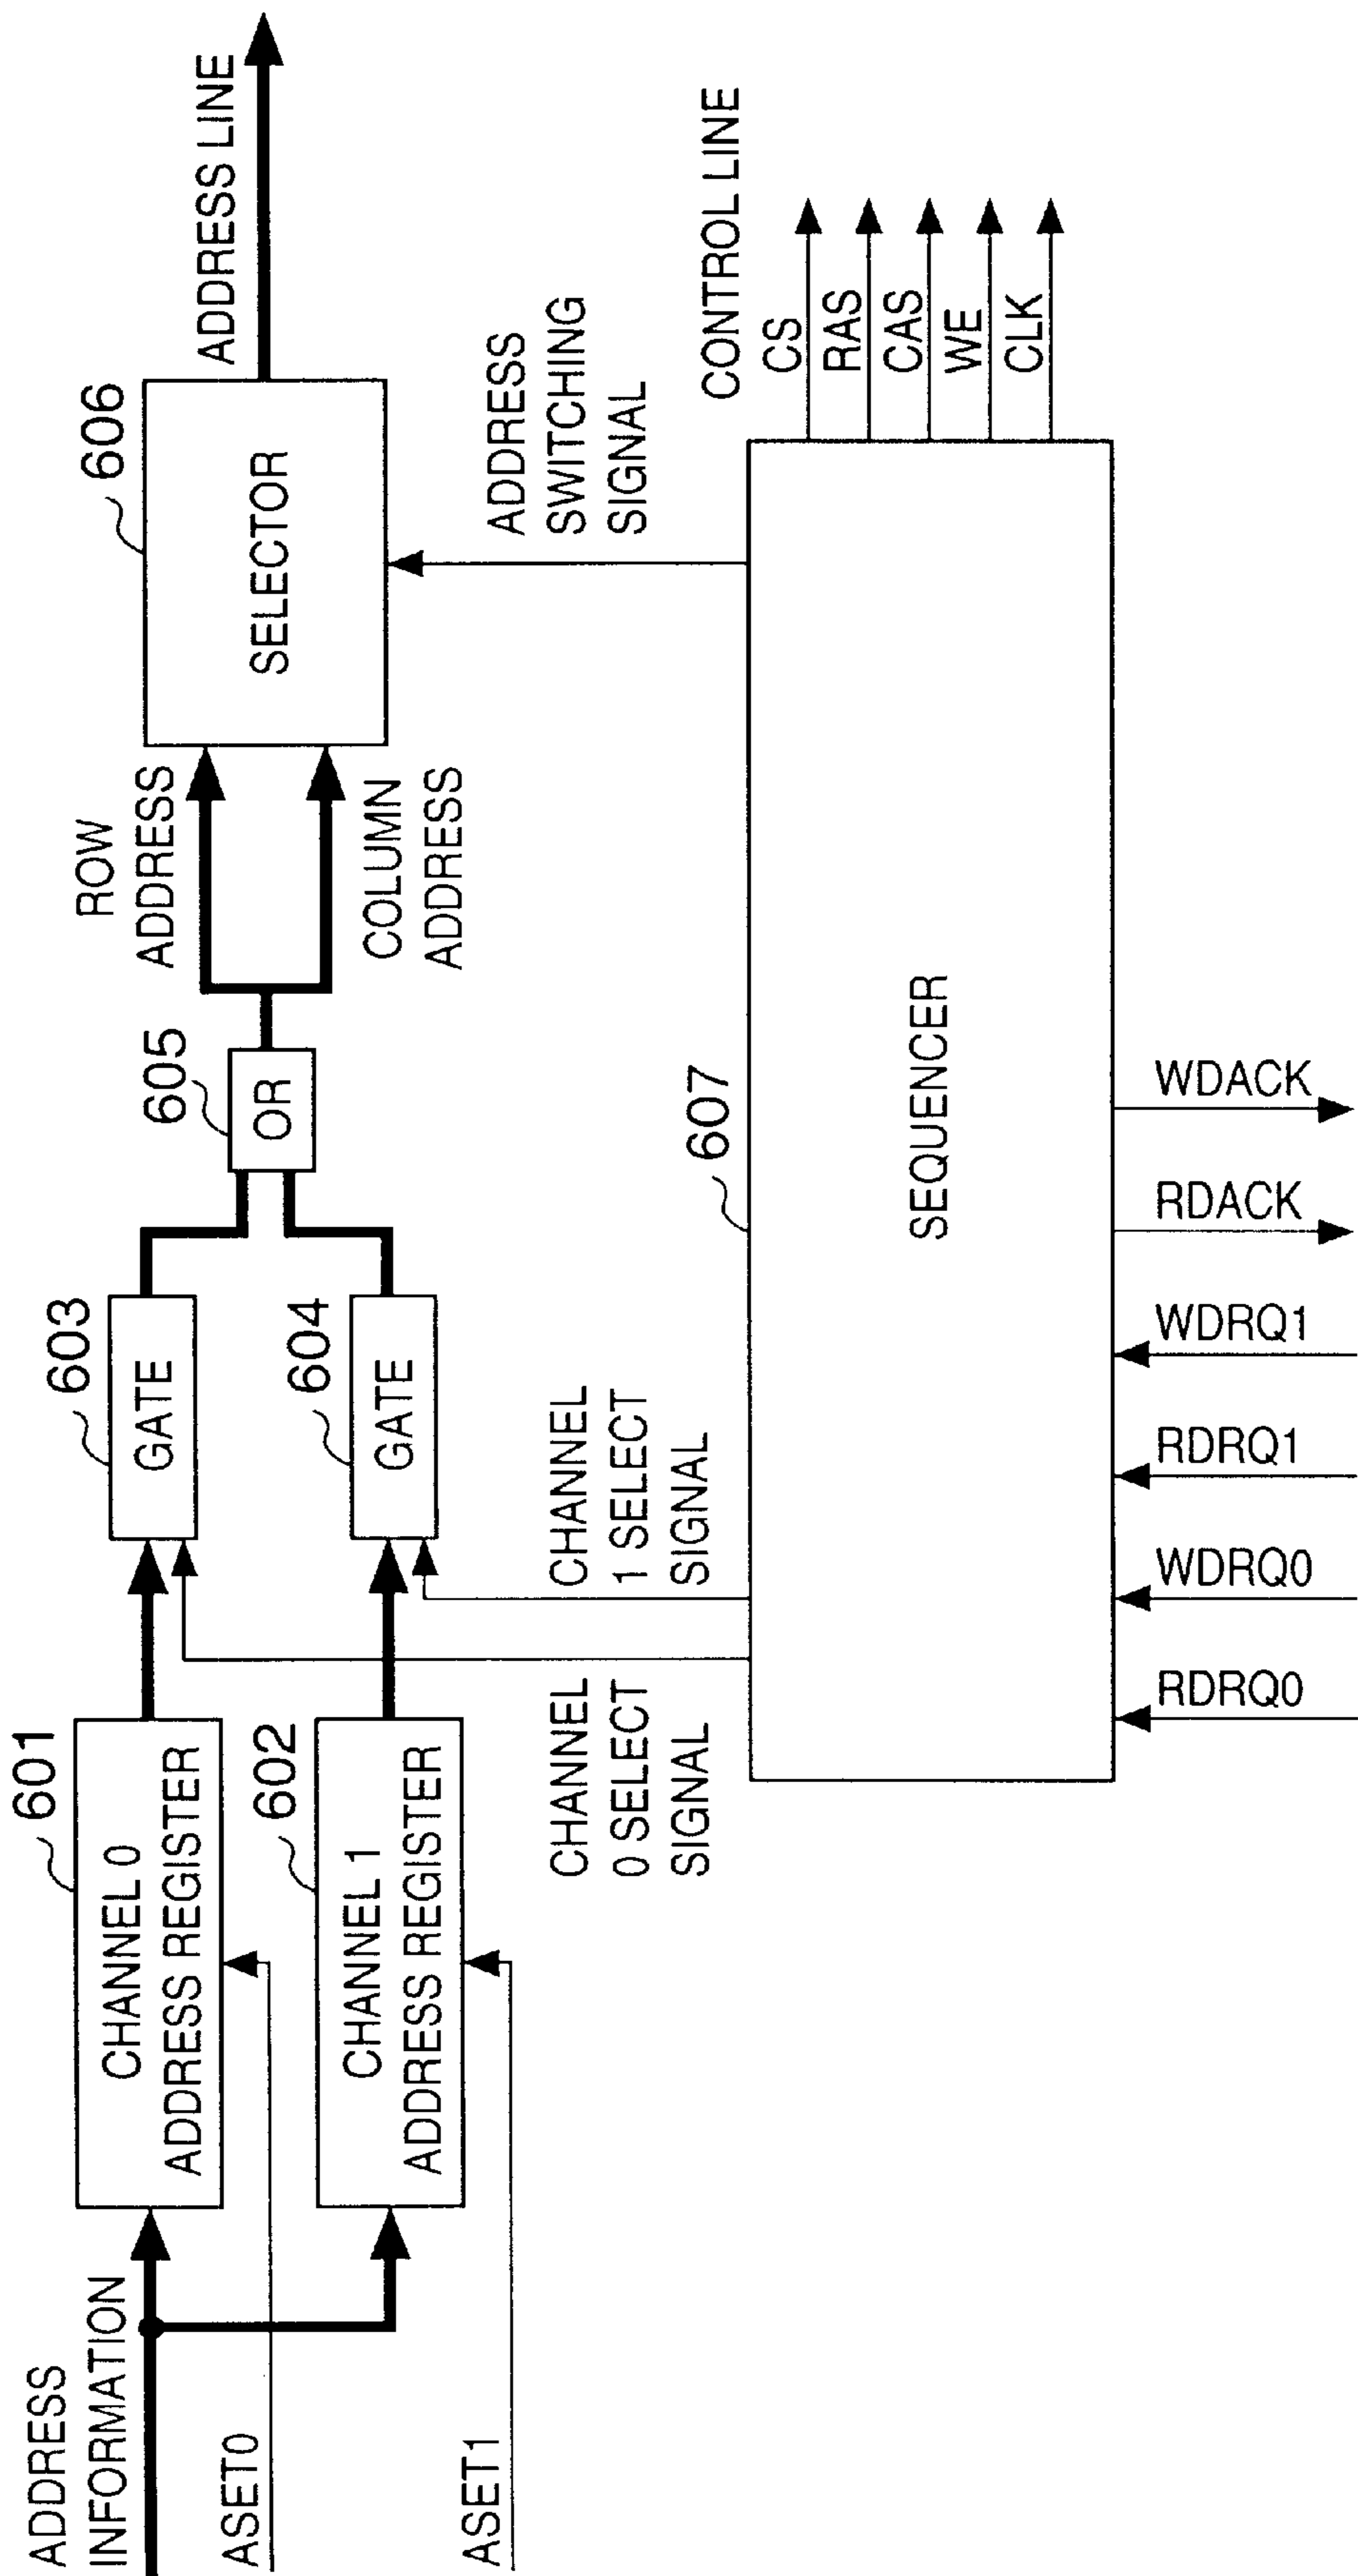 ADDRESS
INFORMATION
ASET0
ASET1
601
CHANNEL 0
ADDRESS REGISTER
602
CHANNEL 1
ADDRESS REGISTER
603
GATE
604
GATE
605
OR
ROW
ADDRESS
COLUMN
ADDRESS
606
SELECTOR
ADDRESS LINE
CHANNEL
0 SELECT
SIGNAL
CHANNEL
1 SELECT
SIGNAL
ADDRESS
SWITCHING
SIGNAL
607
SEQUENCER
CONTROL LINE
CS
RAS
CAS
WE
CLK
RDRQ0
WDRQ0
RDRQ1
WDRQ1
RDACK
WDACK